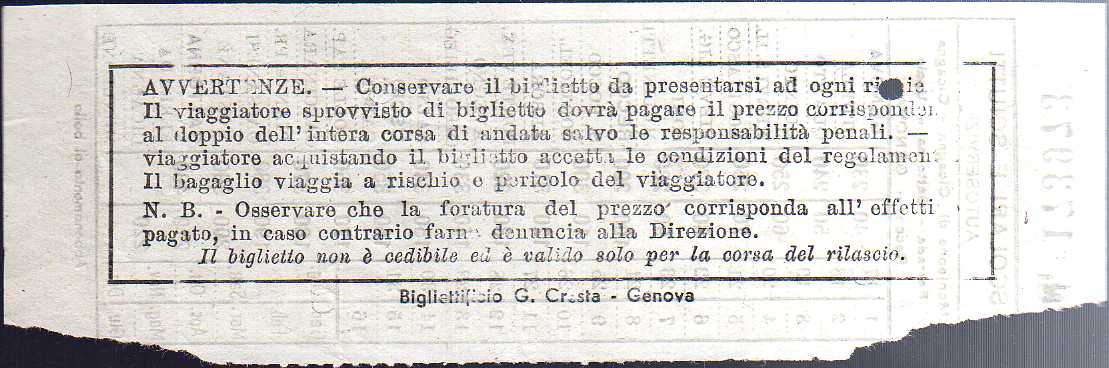 AVVERTENZE. — Conservare il biglietto da presentarsi ad ogni
Il viaggiatore sprovvisto di biglietto dovrà pagare il prezzo
al doppio dell' intera corsa di andata salvo le responsabilità penali. —
viaggiatore acquistando il biglietto accetta le condizioni del
Il bagaglio viaggia a rischio e pericolo del viaggiatore.
N. B. - Osservare che la foratura del prezzo corrisponda all'
pagato, in caso contrario farne denuncia alla Direzione.
Il biglietto non è cedibile ed è valido solo per la corsa del rilascio.
Bigliettificio G. Cresta - Genova